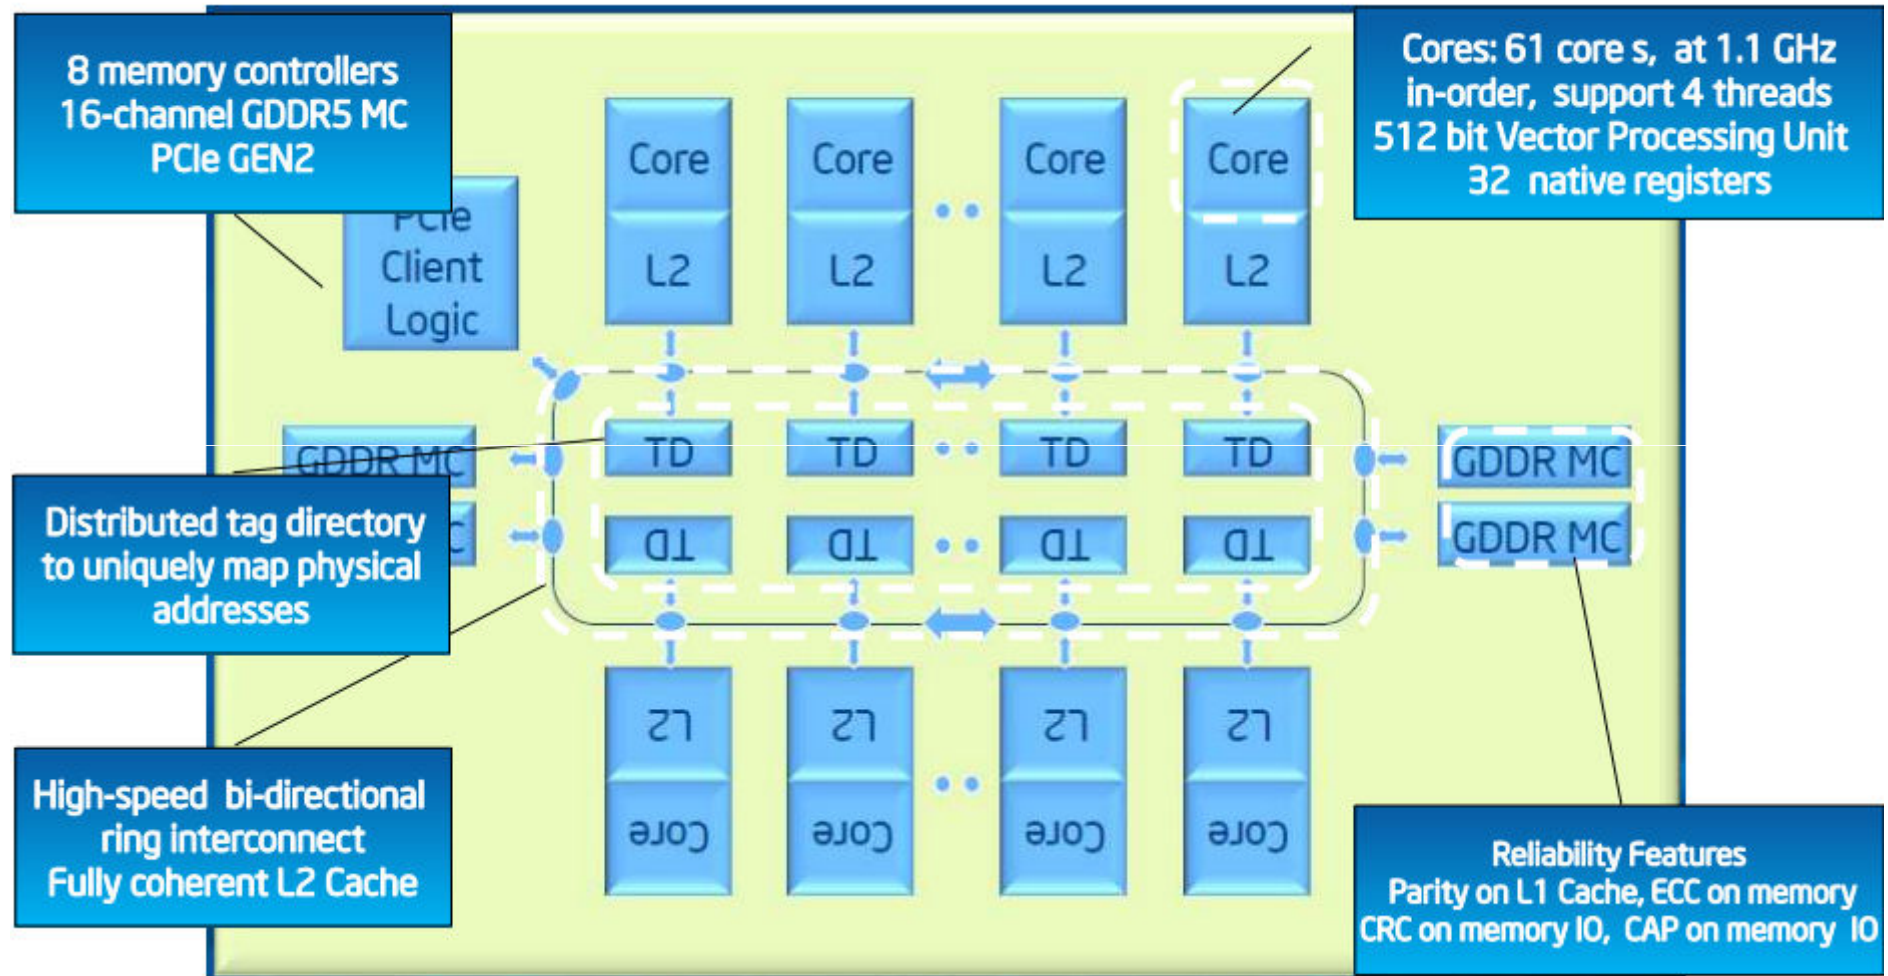 8 memory controllers
16-channel GDDR5 MC
PCIe GEN2
Cores: 61 core s, at 1.1 GHz
in-order, support 4 threads
512 bit Vector Processing Unit
32 native registers
PCIe
Client
Logic
Core
Core
Core
Core
L2
L2
L2
L2
GDDR MC
TD
TD
TD
TD
GDDR MC
C
TD
TD
TD
TD
GDDR MC
Distributed tag directory
to uniquely map physical
addresses
L2
L2
L2
L2
Core
Core
Core
Core
High-speed bi-directional
ring interconnect
Fully coherent L2 Cache
Reliability Features
Parity on L1 Cache, ECC on memory
CRC on memory IO, CAP on memory IO